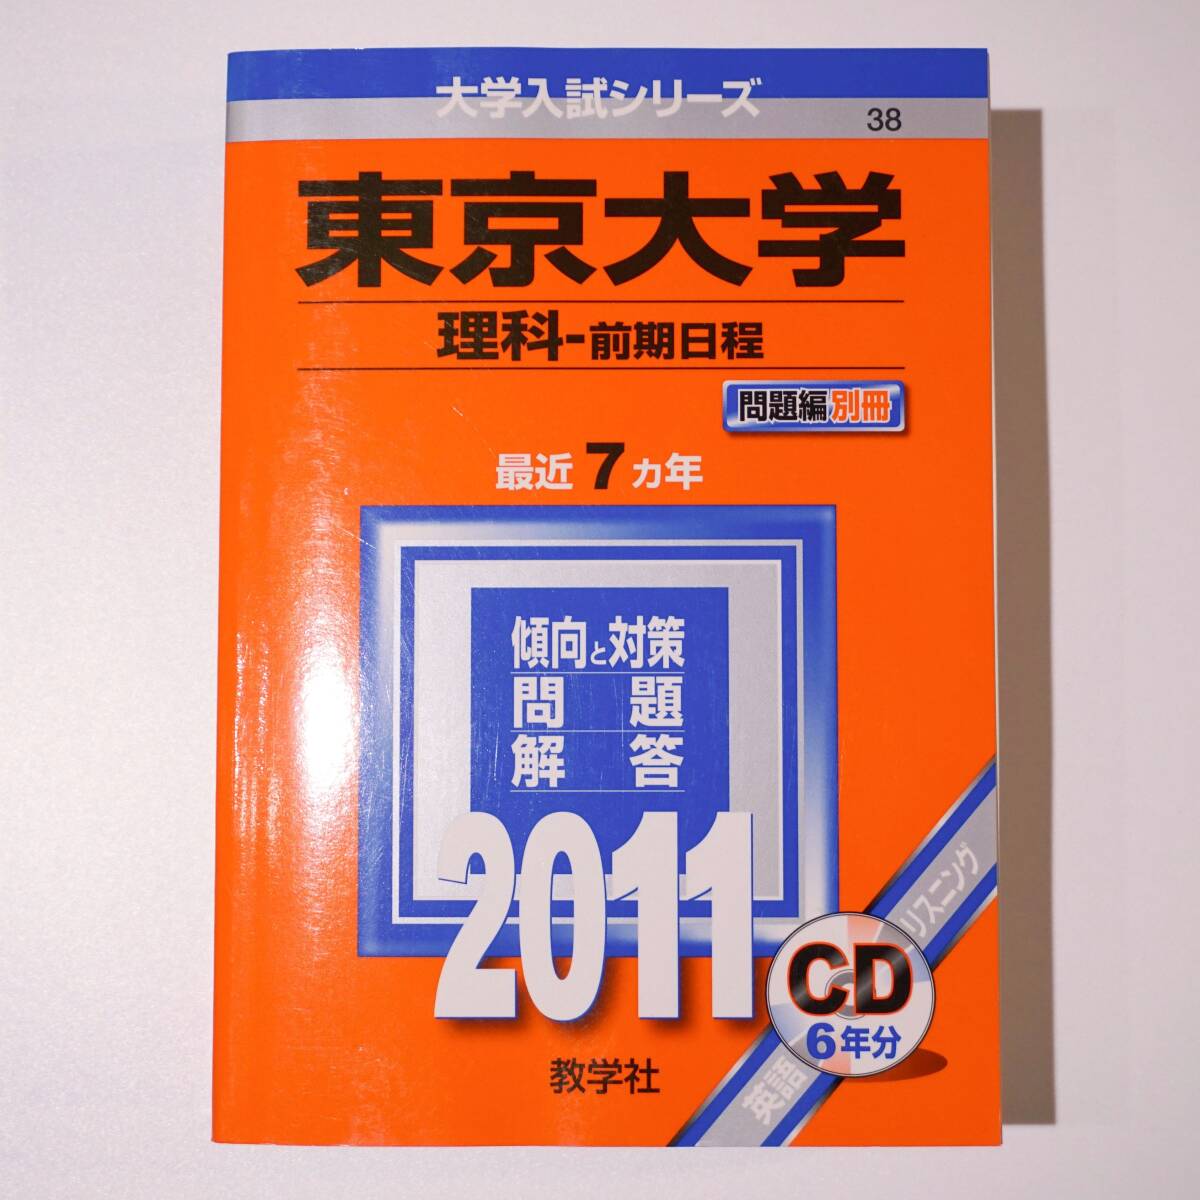 大学入試シリーズ
38
東京大学
理科-前期日程
問題編別冊
最近7カ年
傾向と対策
問題
解答
2011
CD
6年分
英語リスニング
教学社